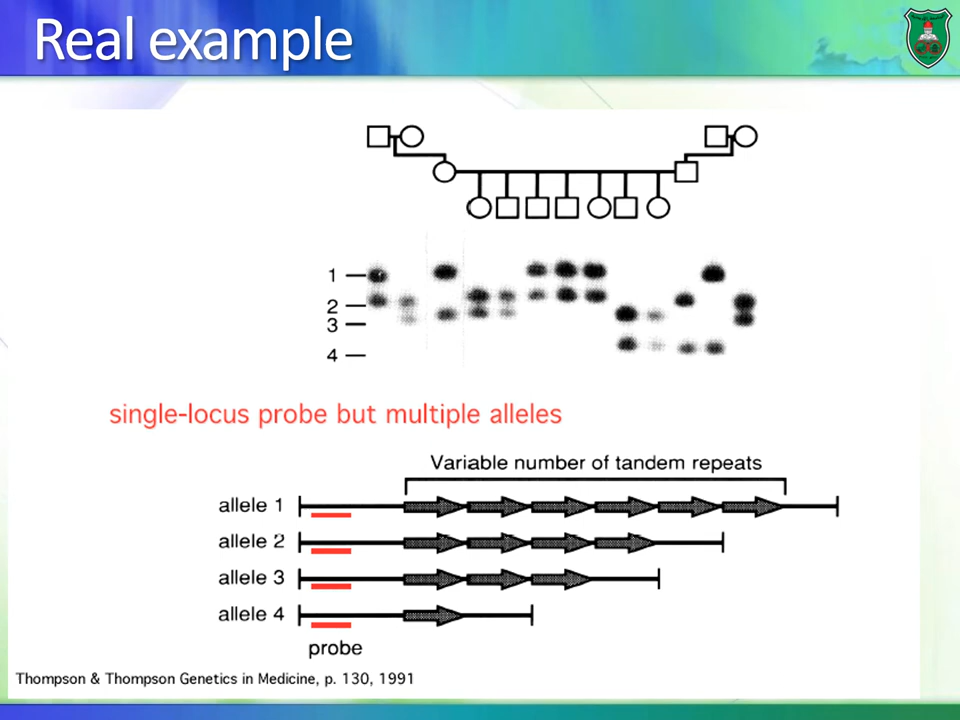 Real example
1
2
3
4
single-locus probe but multiple alleles
Variable number of tandem repeats
allele 1
allele 2
allele 3
allele 4
probe
Thompson & Thompson Genetics in Medicine, p. 130, 1991